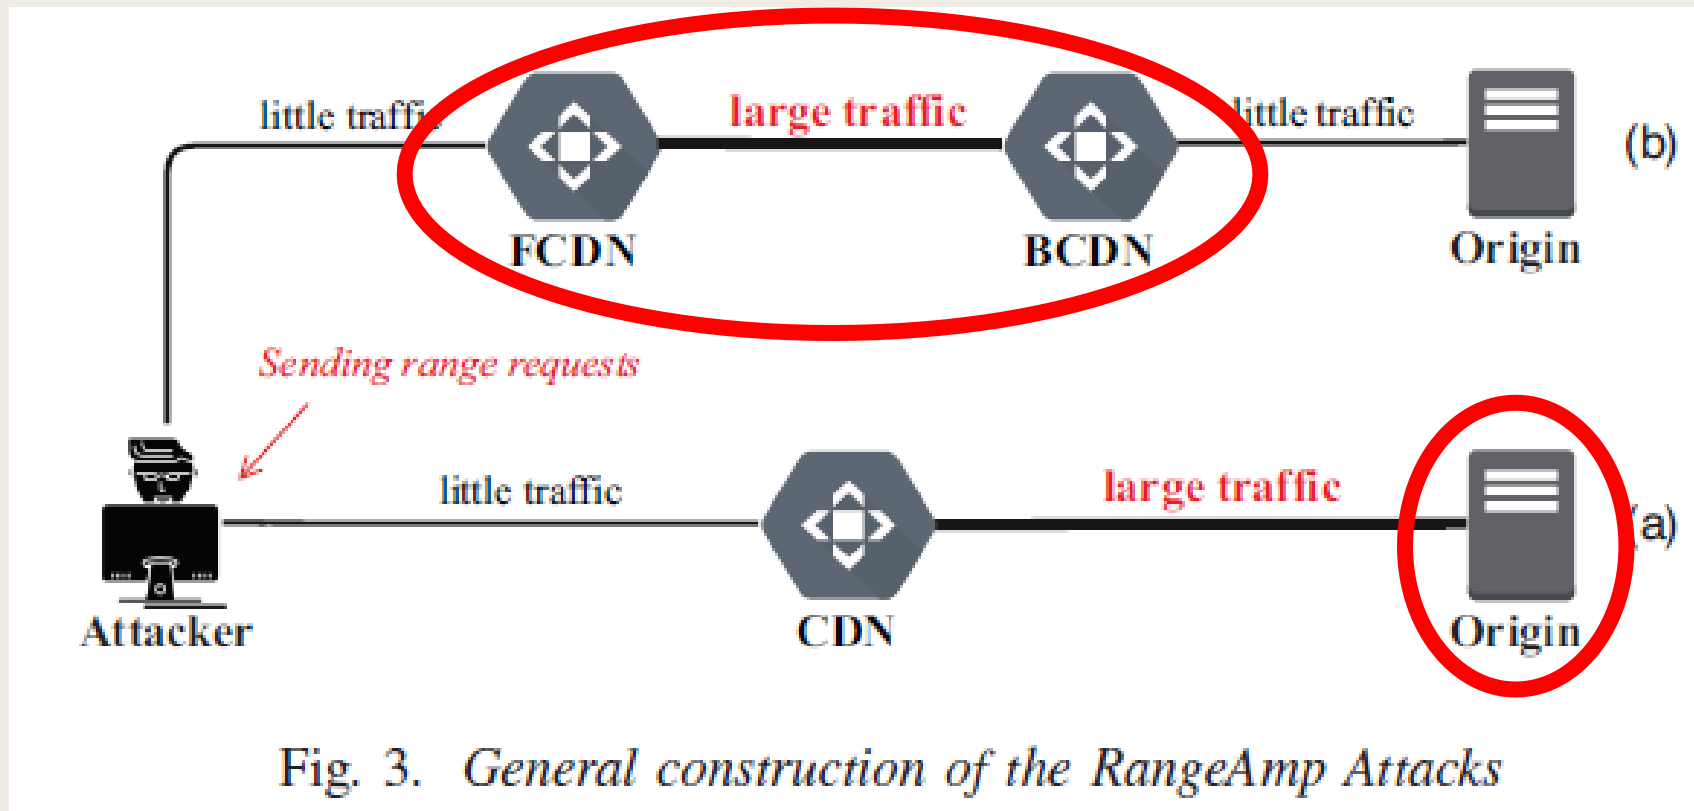 little traffic
large traffic
little traffic
(b)
FCDN
BCDN
Origin
Sending range requests
little traffic
large traffic
(a)
Attacker
CDN
Origin
Fig. 3. General construction of the RangeAmp Attacks